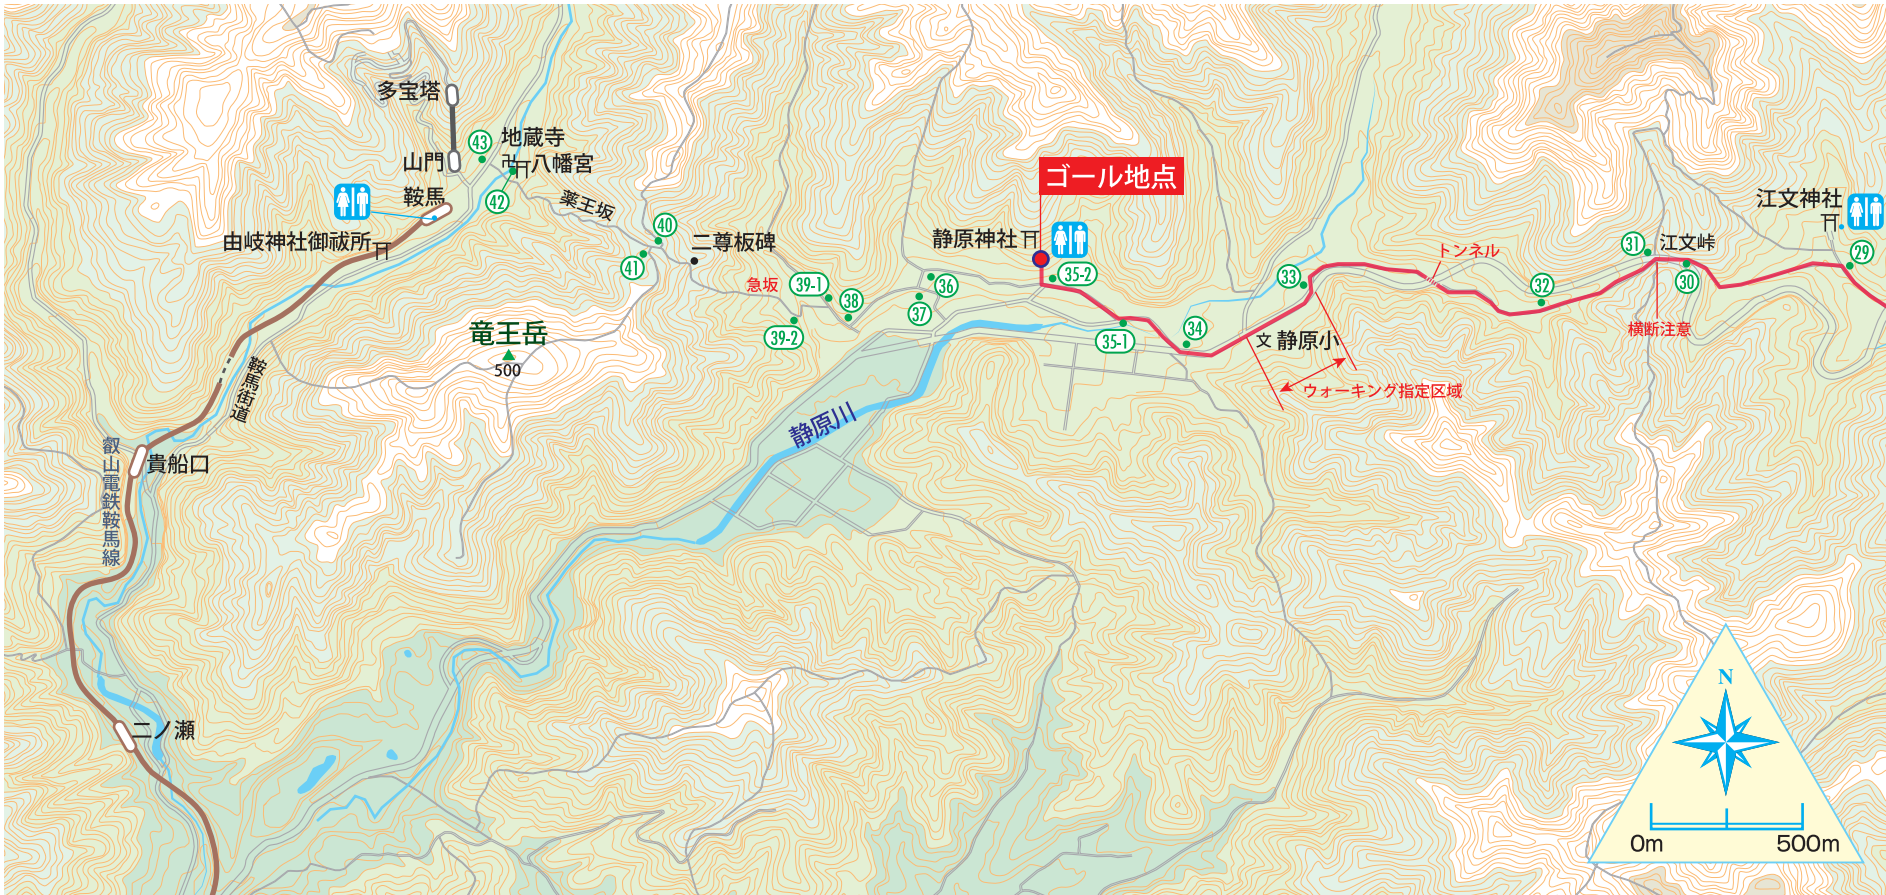 多宝塔
山門
43
地蔵寺
卍
八幡宮
鞍馬
42
由岐神社御祓所
薬王坂
40
41
二尊板碑
急坂
39-1
38
39-2
36
37
静原神社
ゴール地点
35-2
35-1
34
33
文 静原小
ウォーキング指定区域
トンネル
32
31
江文峠
30
横断注意
江文神社
29
竜王岳
500
鞍馬街道
静原川
貴船口
叡山電鉄鞍馬線
二ノ瀬
N
0m
500m